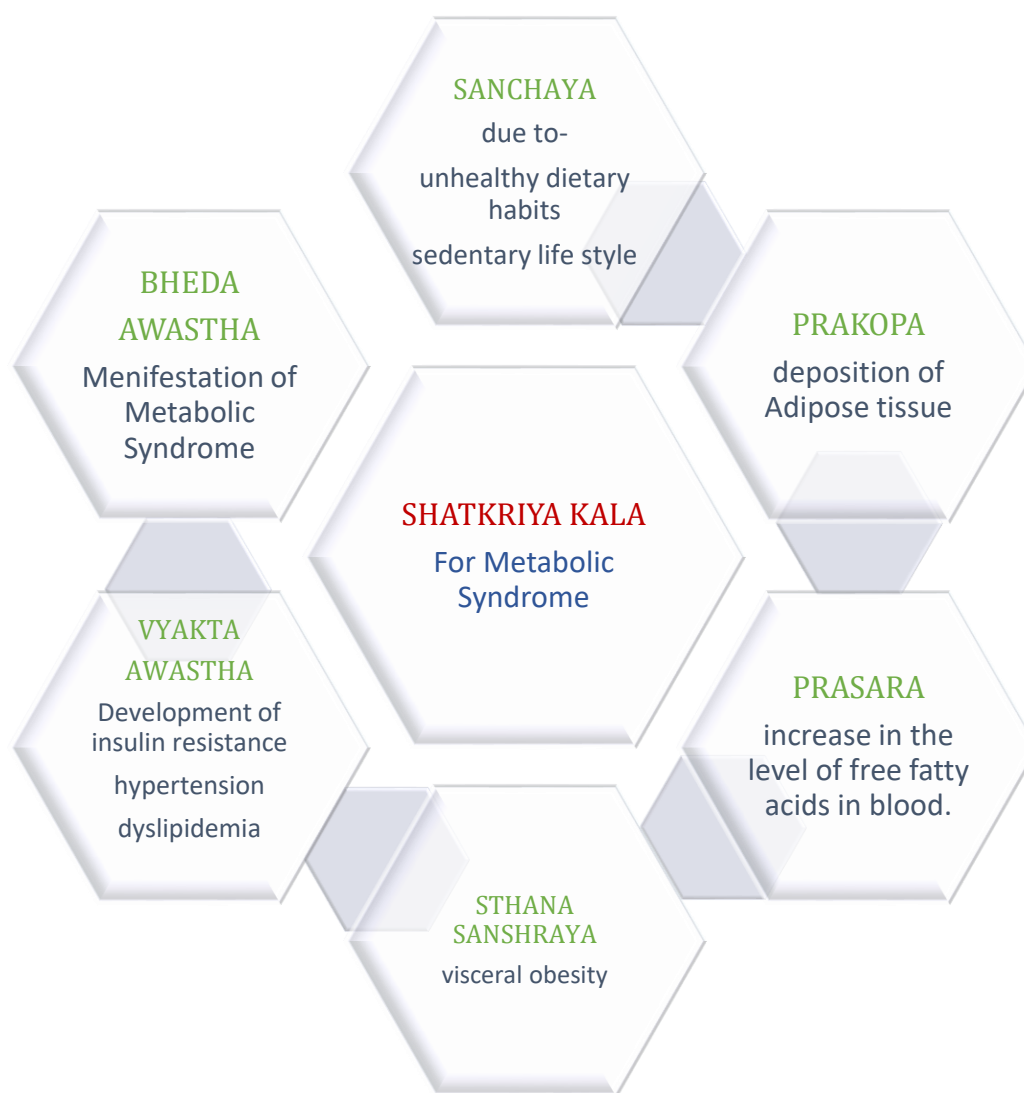 SANCHAYA
due to-
unhealthy dietary
habits
sedentary life style
PRAKOPA
deposition of
Adipose tissue
PRASARA
increase in the
level of free fatty
acids in blood.
STHANA
SANSHRAYA
visceral obesity
VYAKTA
AWASTHA
Development of
insulin resistance
hypertension
dyslipidemia
BHEDA
AWASTHA
Menifestation of
Metabolic
Syndrome
SHATKRIYA KALA
For Metabolic
Syndrome